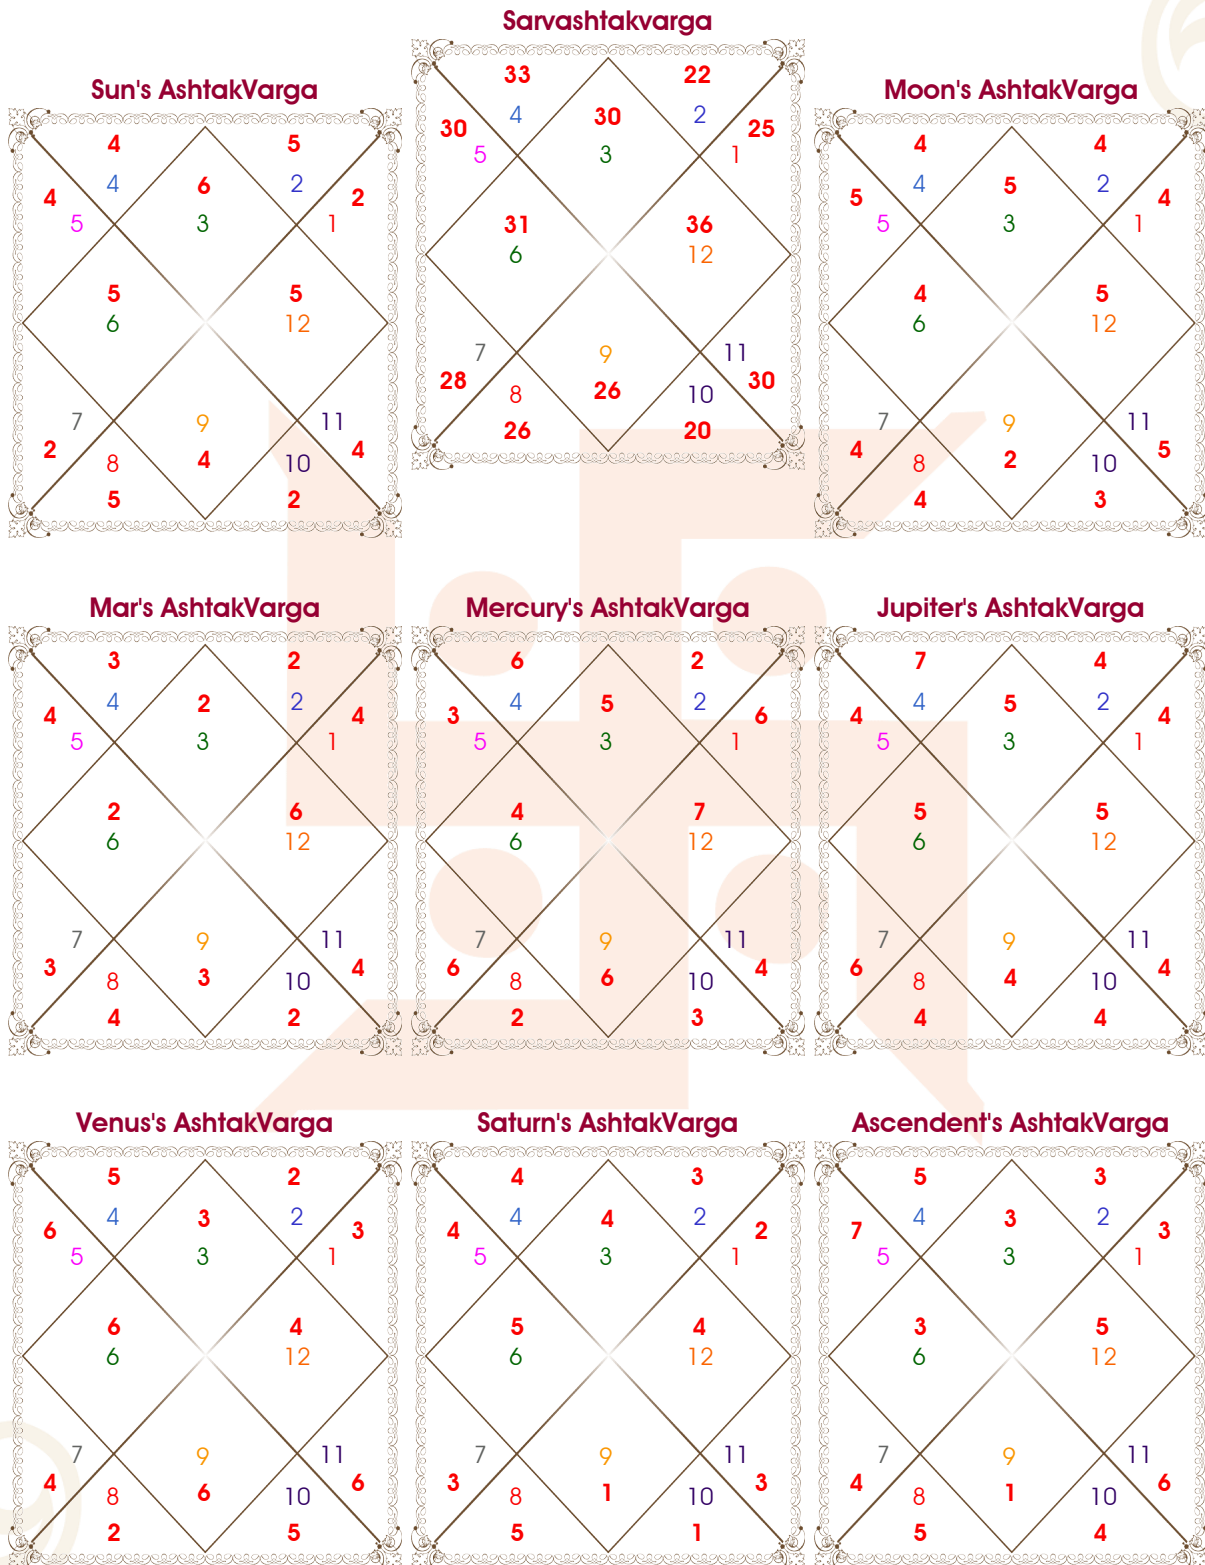 Sarvashtakvarga
33 22
4 30 2
30 25
5 3 1
31 36
6 12
7 9 11
28 26 30
8 10
26 20
Sun's AshtakVarga
4 5
4 6 2
4 2
5 3 1
5 5
6 12
7 9 11
2 4 4
8 10
5 2
Moon's AshtakVarga
4 4
4 5 2
5 4
5 3 1
4 5
6 12
7 9 11
4 2 5
8 10
4 3
Mar's AshtakVarga
3 2
4 2 2
4 4
5 3 1
2 6
6 12
7 9 11
3 3 4
8 10
4 2
Mercury's AshtakVarga
6 2
4 5 2
3 6
5 3 1
4 7
6 12
7 9 11
6 6 4
8 10
2 3
Jupiter's AshtakVarga
7 4
4 5 2
4 4
5 3 1
5 5
6 12
7 9 11
6 4 4
8 10
4 4
Venus's AshtakVarga
5 2
4 3 2
6 3
5 3 1
6 4
6 12
7 9 11
4 6 6
8 10
2 5
Saturn's AshtakVarga
4 3
4 4 2
4 2
5 3 1
5 4
6 12
7 9 11
3 1 3
8 10
5 1
Ascendent's AshtakVarga
5 3
4 3 2
7 3
5 3 1
3 5
6 12
7 9 11
4 1 6
8 10
5 4